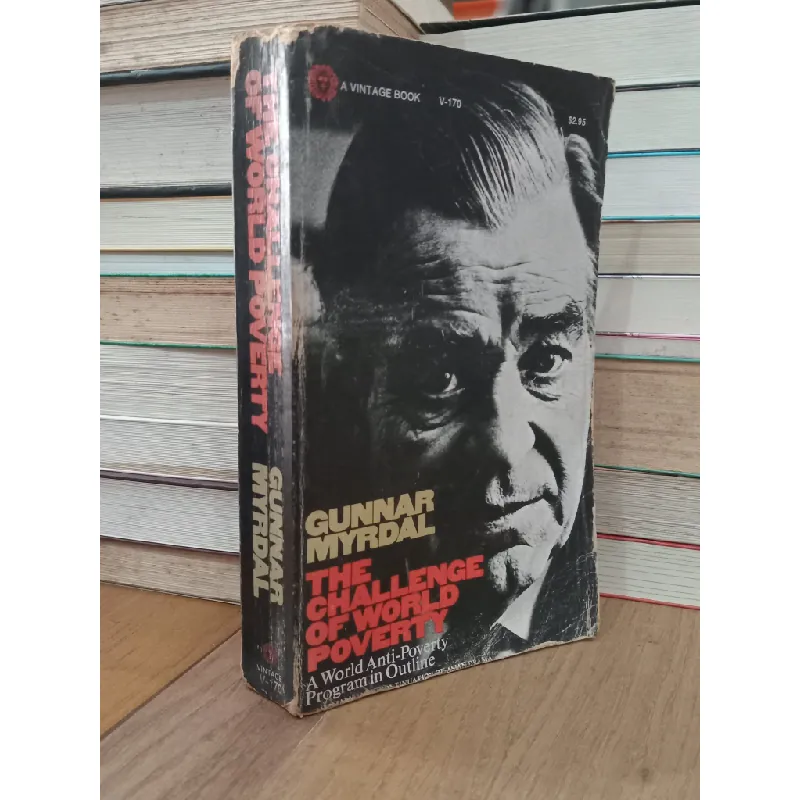 THE CHALLENGE
OF WORLD POVERTY
GUNNAR
MYRDAL
VINTAGE
V-170
A VINTAGE BOOK V-170
$2.95
GUNNAR
MYRDAL
THE
CHALLENGE
OF WORLD
POVERTY
A World Anti-Poverty
Program in Outline